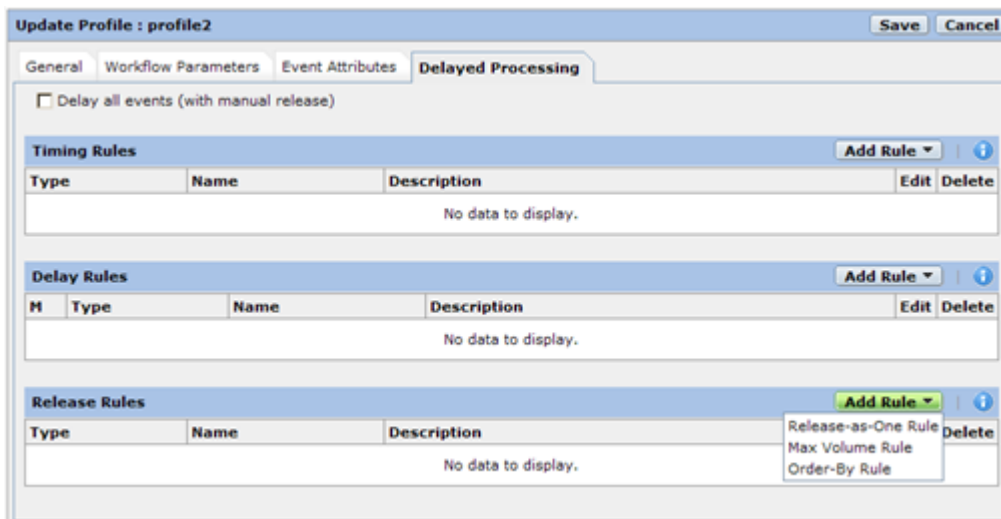 Update Profile : profile2 Save Cancel
General Workflow Parameters Event Attributes Delayed Processing
Delay all events (with manual release)
Timing Rules Add Rule
Type Name Description Edit Delete
No data to display.
Delay Rules Add Rule
M Type Name Description Edit Delete
No data to display.
Release Rules Add Rule
Type Name Description Delete
Release-as-One Rule
Max Volume Rule
No data to display.
Order-By Rule